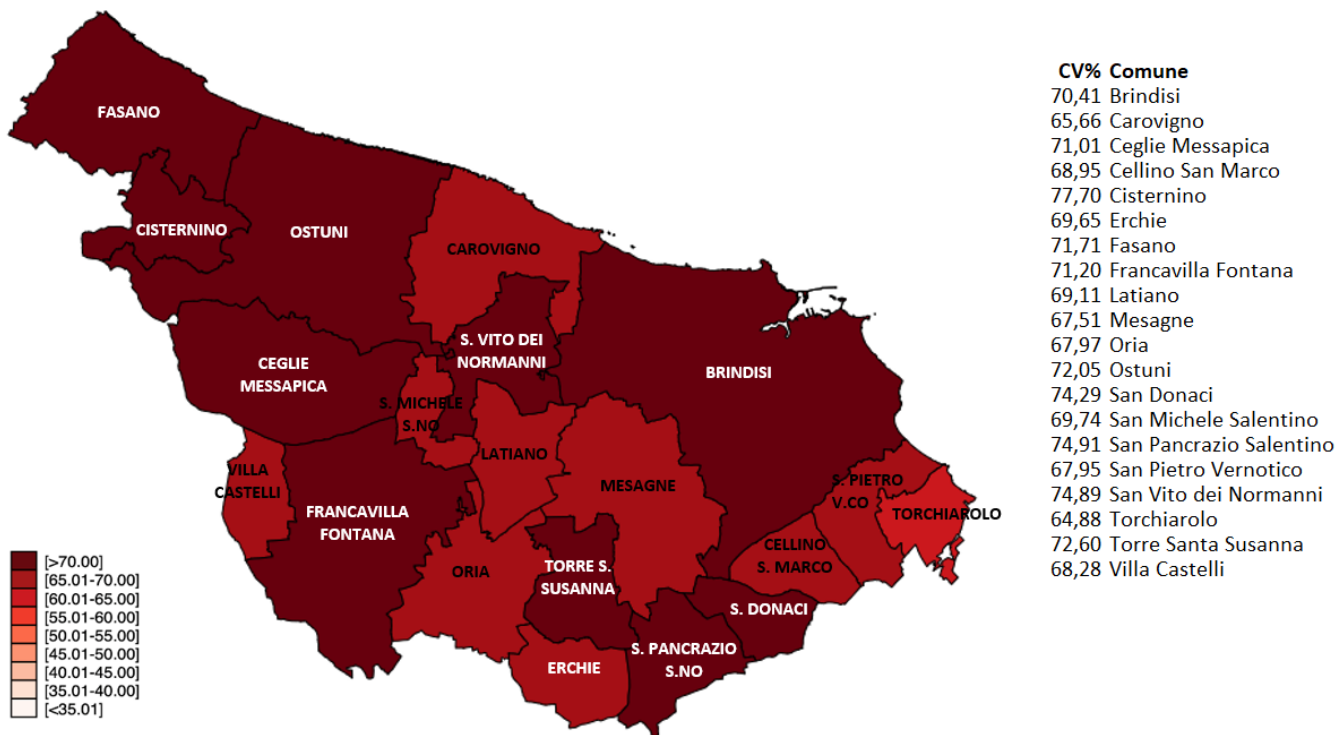 FASANO
CISTERNINO
OSTUNI
CAROVIGNO
S. VITO DEI
NORMANNI
CEGLIE
MESSAPICA
BRINDISI
S. MICHELE
S.NO
LATIANO
MESAGNE
VILLA
CASTELLI
FRANCAVILLA
FONTANA
S. PIETRO
V.CO
TORCHIAROLO
CELLINO
S. MARCO
ORIA
TORRE S.
SUSANNA
S. DONACI
S. PANCRAZIO
S.NO
ERCHIE
[>70.00]
[65.01-70.00]
[60.01-65.00]
[55.01-60.00]
[50.01-55.00]
[45.01-50.00]
[40.01-45.00]
[35.01-40.00]
[<35.01]
CV% Comune
70,41 Brindisi
65,66 Carovigno
71,01 Ceglie Messapica
68,95 Cellino San Marco
77,70 Cisternino
69,65 Erchie
71,71 Fasano
71,20 Francavilla Fontana
69,11 Latiano
67,51 Mesagne
67,97 Oria
72,05 Ostuni
74,29 San Donaci
69,74 San Michele Salentino
74,91 San Pancrazio Salentino
67,95 San Pietro Vernotico
74,89 San Vito dei Normanni
64,88 Torchiarolo
72,60 Torre Santa Susanna
68,28 Villa Castelli